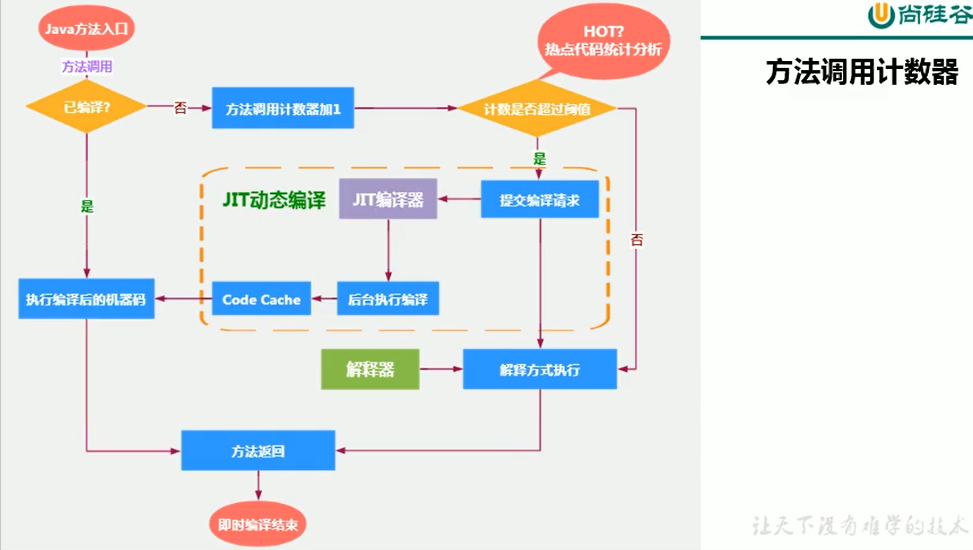 Java方法入口
方法调用
已编译?
否
方法调用计数器加1
HOT?
热点代码统计分析
计数是否超过阈值
是
否
是
JIT动态编译
JIT编译器
提交编译请求
执行编译后的机器码
Code Cache
后台执行编译
解释器
解释方式执行
方法返回
即时编译结束
尚硅谷
方法调用计数器
让天下没有难学的技术